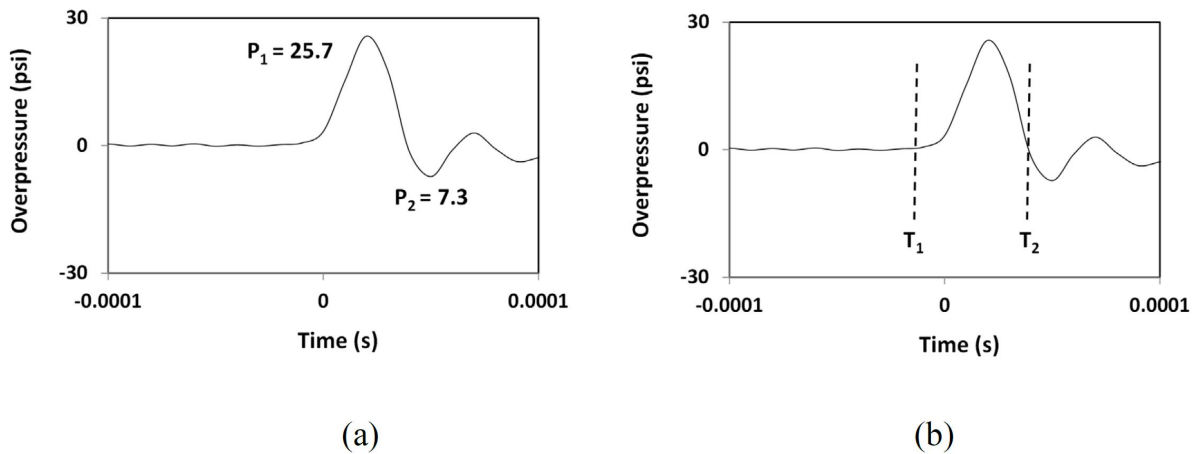 30
P1 = 25.7
Overpressure (psi)
0
P2 = 7.3
-30
-0.0001 0 0.0001
Time (s)
(a)
30
Overpressure (psi)
0
T1 T2
-30
-0.0001 0 0.0001
Time (s)
(b)